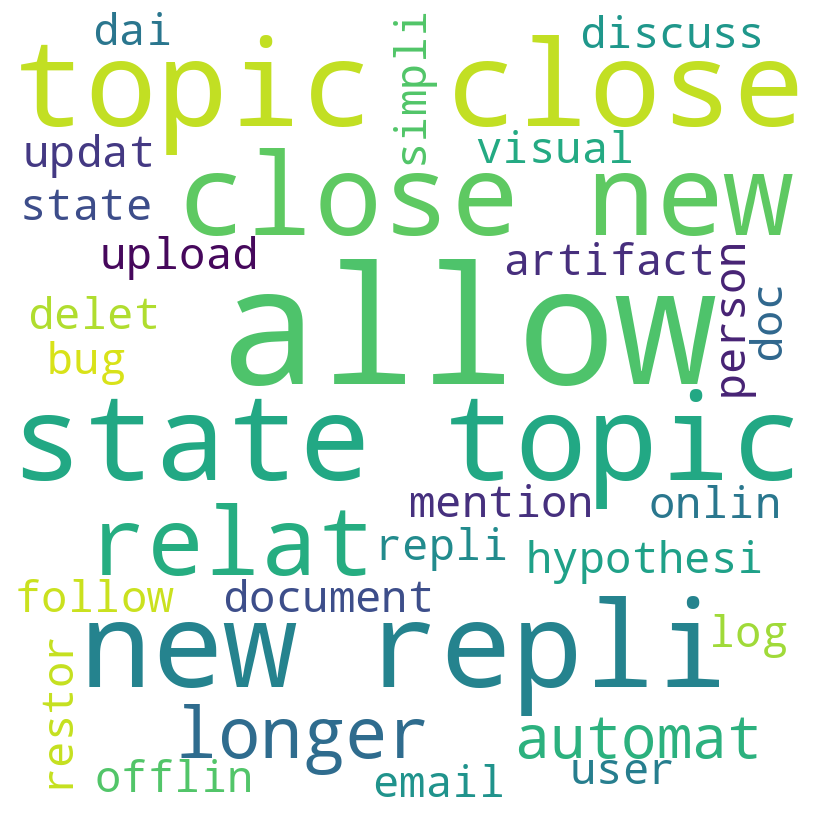 dai
simpli
discuss
topic close
updat
visual
state
close new
upload
artifact
person
doc
delet
bug
allow
state topic
mention
onlin
relat
repli
hypothesi
follow
document
new repli
log
restor
longer
automat
offlin
email
user